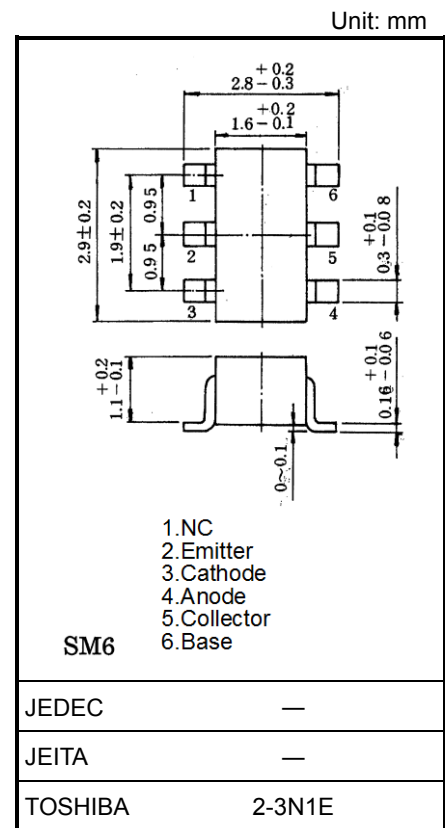 Unit: mm
+0.2
2.8-0.3
+0.2
1.6-0.1
1
6
2
5
3
4
2.9±0.2
1.9±0.2
0.95
0.95
+0.1
0.3-0.08
+0.2
1.1-0.1
+0.1
0.16-0.06
0~0.1
1.NC
2.Emitter
3.Cathode
4.Anode
5.Collector
6.Base
SM6
JEDEC —
JEITA —
TOSHIBA 2-3N1E